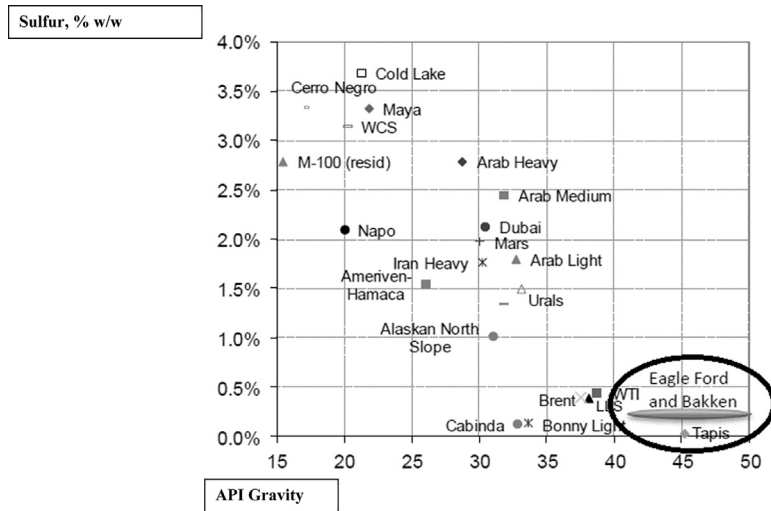 Sulfur, % w/w
4.0%
3.5%
3.0%
2.5%
2.0%
1.5%
1.0%
0.5%
0.0%
Cold Lake
Cerro Negro
Maya
WCS
M-100 (resid)
Arab Heavy
Arab Medium
Napo
Dubai
Mars
Iran Heavy
Arab Light
Ameriven-
Hamaca
Urals
Alaskan North
Slope
Eagle Ford
and Bakken
WTI
Brent
LLS
Cabinda
Bonny Light
Tapis
15 20 25 30 35 40 45 50
API Gravity